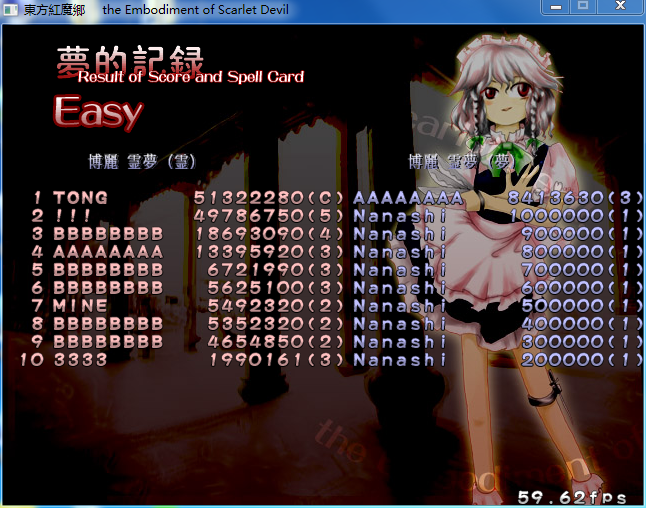 東方紅魔郷 the Embodiment of Scarlet Devil
夢的記録
Result of Score and Spell Card
Easy
博麗 霊夢 (霊) 博麗 霊夢 (夢)
1 TONG 51322280(C) AAAAAAAA 8413630(3)
2 !!! 49786750(5) Nanashi 1000000(1)
3 BBBBBBBB 18693090(4) Nanashi 900000(1)
4 AAAAAAAA 13395920(3) Nanashi 800000(1)
5 BBBBBBBB 6721990(3) Nanashi 700000(1)
6 BBBBBBBB 5625100(3) Nanashi 600000(1)
7 MINE 5492320(2) Nanashi 500000(1)
8 BBBBBBBB 5352320(2) Nanashi 400000(1)
9 BBBBBBBB 4654850(2) Nanashi 300000(1)
10 3333 1990161(3) Nanashi 200000(1)
59.62fps